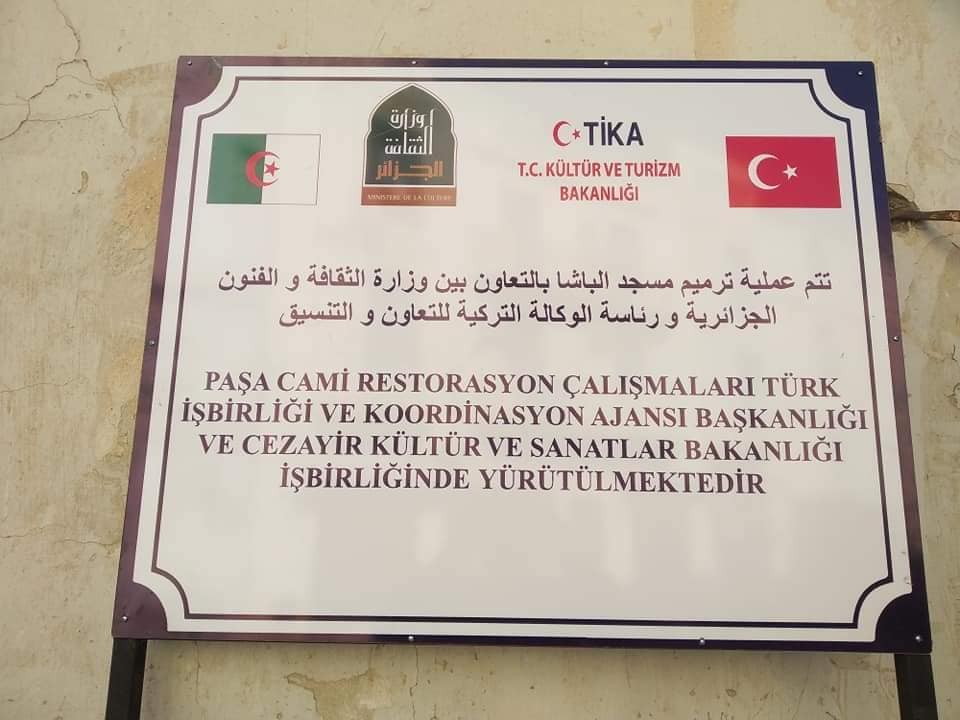 وزارة
الثقافة
الجزائر
MINISTERE DE LA CULTURE
TİKA
T.C. KÜLTÜR VE TURİZM
BAKANLIĞI
تتم عملية ترميم مسجد الباشا بالتعاون بين وزارة الثقافة و الفنون
الجزائرية و رئاسة الوكالة التركية للتعاون و التنسيق
PAŞA CAMİ RESTORASYON ÇALIŞMALARI TÜRK
İŞBİRLİĞİ VE KOORDİNASYON AJANSI BAŞKANLIĞI
VE CEZAYİR KÜLTÜR VE SANATLAR BAKANLIĞI
İŞBİRLİĞİNDE YÜRÜTÜLMEKTEDİR